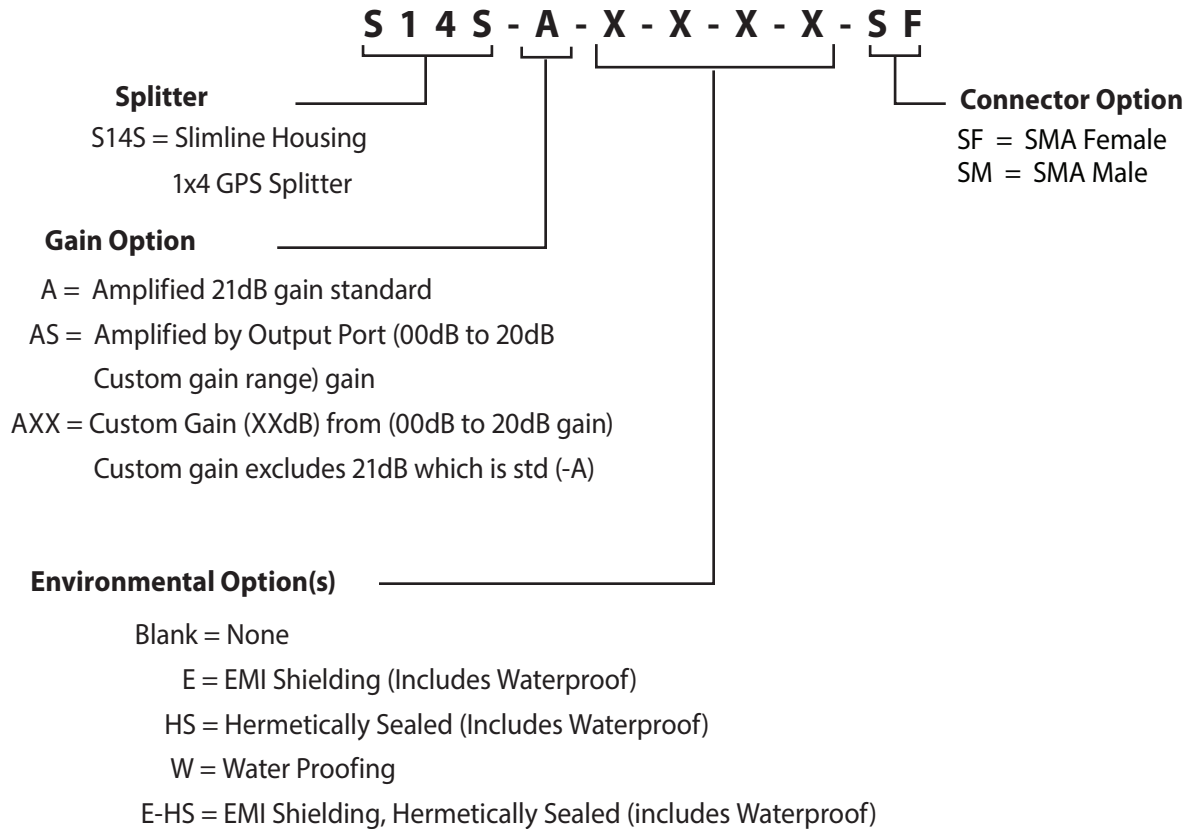 S 1 4 S - A - X - X - X - X - S F
Splitter
S14S = Slimline Housing
1x4 GPS Splitter
Connector Option
SF = SMA Female
SM = SMA Male
Gain Option
A = Amplified 21dB gain standard
AS = Amplified by Output Port (00dB to 20dB
Custom gain range) gain
AXX = Custom Gain (XXdB) from (00dB to 20dB gain)
Custom gain excludes 21dB which is std (-A)
Environmental Option(s)
Blank = None
E = EMI Shielding (Includes Waterproof)
HS = Hermetically Sealed (Includes Waterproof)
W = Water Proofing
E-HS = EMI Shielding, Hermetically Sealed (includes Waterproof)